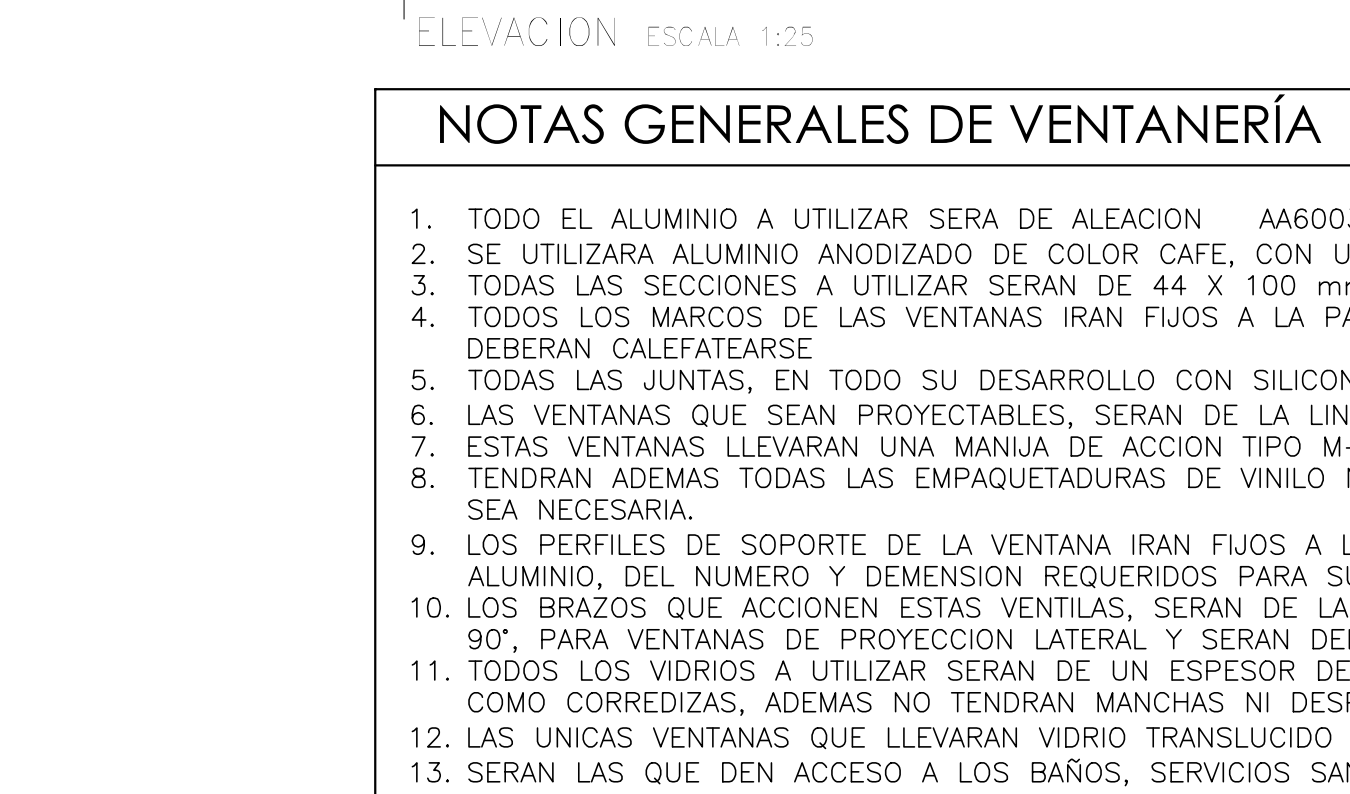 ELEVACION ESCALA 1:25
NOTAS GENERALES DE VENTANERÍA
1. TODO EL ALUMINIO A UTILIZAR SERA DE ALEACION
2. SE UTILIZARA ALUMINIO ANODIZADO DE COLOR CAFE, CON
3. TODAS LAS SECCIONES A UTILIZAR SERAN DE 44 X 100
4. TODOS LOS MARCOS DE LAS VENTANAS IRAN FIJOS A LA
DEBERAN CALEFATEARSE
5. TODAS LAS JUNTAS, EN TODO SU DESARROLLO CON
6. LAS VENTANAS QUE SEAN PROYECTABLES, SERAN DE LA
7. ESTAS VENTANAS LLEVARAN UNA MANIJA DE ACCION TIPO
8. TENDRAN ADEMAS TODAS LAS EMPAQUETADURAS DE VINILO
SEA NECESARIA.
9. LOS PERFILES DE SOPORTE DE LA VENTANA IRAN FIJOS A
ALUMINIO, DEL NUMERO Y DEMENSION REQUERIDOS PARA
10. LOS BRAZOS QUE ACCIONEN ESTAS VENTILAS, SERAN DE LA
90°, PARA VENTANAS DE PROYECCION LATERAL Y SERAN
11. TODOS LOS VIDRIOS A UTILIZAR SERAN DE UN ESPESOR DE
COMO CORREDIZAS, ADEMAS NO TENDRAN MANCHAS NI
12. LAS UNICAS VENTANAS QUE LLEVARAN VIDRIO TRANSLUCIDO
13. SERAN LAS QUE DEN ACCESO A LOS BAÑOS, SERVICIOS